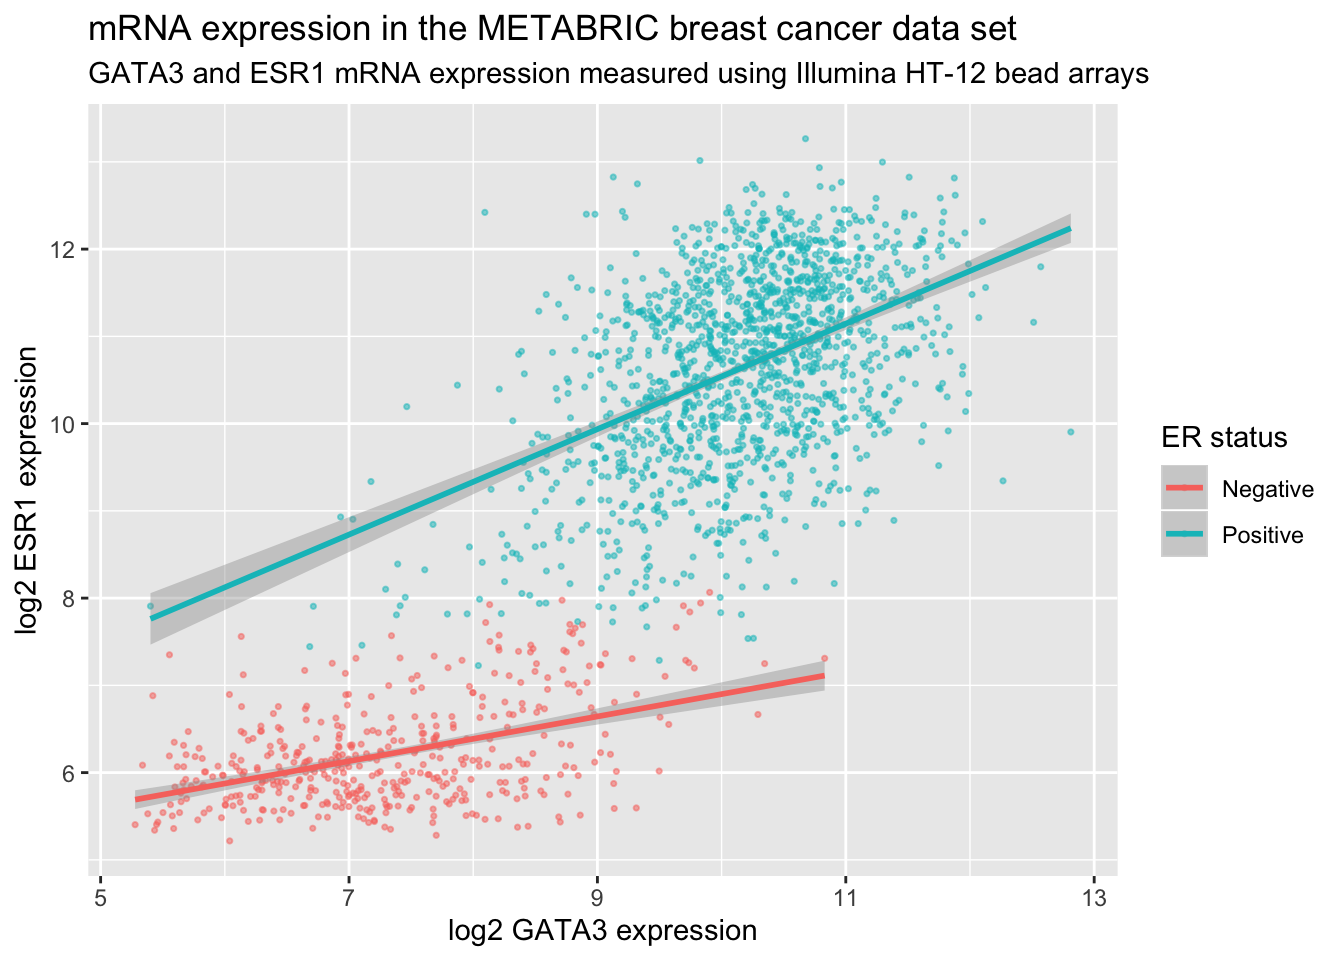 mRNA expression in the METABRIC breast cancer data set
GATA3 and ESR1 mRNA expression measured using Illumina HT-12 bead arrays
log2 ESR1 expression
12
10
8
6
5
7
9
11
13
log2 GATA3 expression
ER status
Negative
Positive